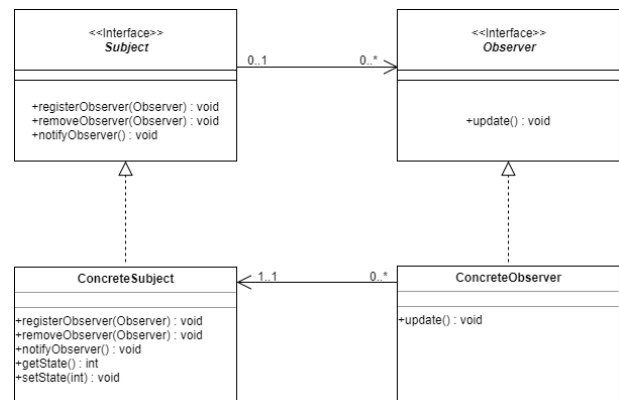 <<Interface>>
Subject
+registerObserver(Observer) : void
+removeObserver(Observer) : void
+notifyObserver() : void
0..1
0..*
<<Interface>>
Observer
+update() : void
ConcreteSubject
+registerObserver(Observer) : void
+removeObserver(Observer) : void
+notifyObserver() : void
+getState() : int
+setState(int) : void
1..1
0..*
ConcreteObserver
+update() : void